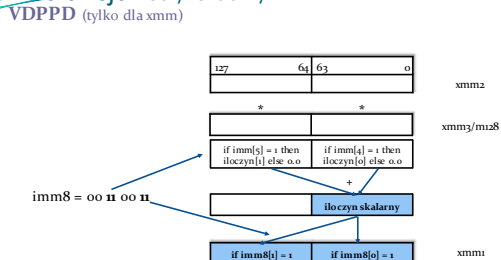 VDPPD (tylko dla xmm)
127 64 63 0
xmm2
* *
xmm3/m128
if imm[5] = 1 then iloczyn[1] else 0.0
if imm[4] = 1 then iloczyn[0] else 0.0
+
imm8 = 00 11 00 11
iloczyn skalarny
if imm8[1] = 1
if imm8[0] = 1
xmm1